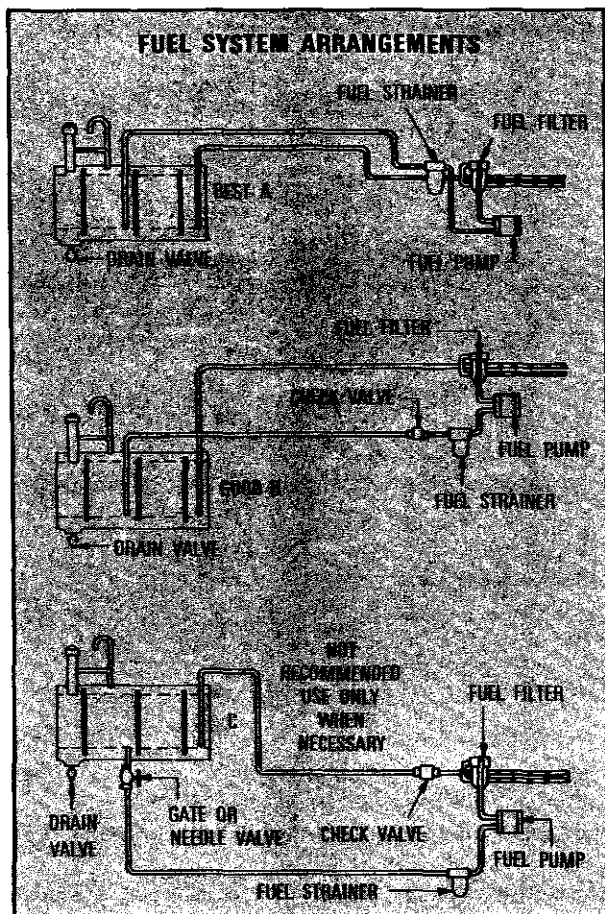 FUEL SYSTEM ARRANGEMENTS
FUEL STRAINER
FUEL FILTER
BEST A
DRAIN VALVE
FUEL PUMP
FUEL FILTER
CHECK VALVE
FUEL PUMP
GOOD B
FUEL STRAINER
DRAIN VALVE
NOT
RECOMMENDED
USE ONLY
WHEN
NECESSARY
FUEL FILTER
C
GATE OR
NEEDLE VALVE
DRAIN
VALVE
CHECK VALVE
FUEL PUMP
FUEL STRAINER